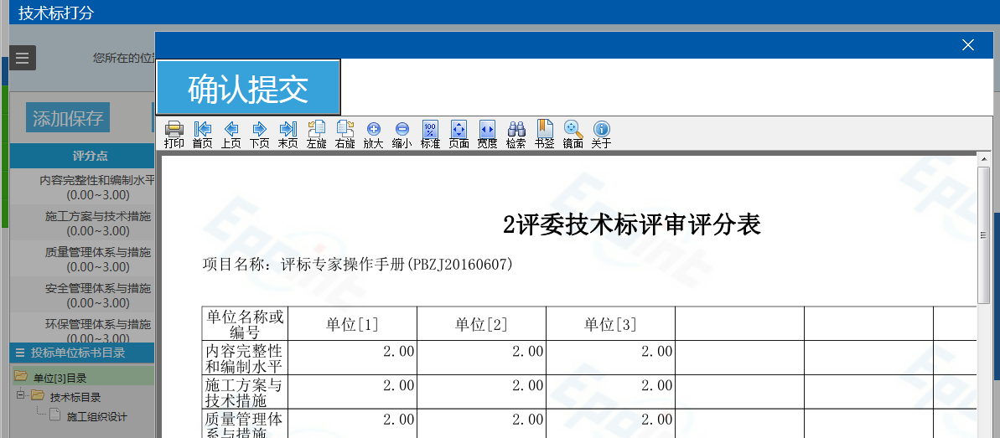 技术标打分
您所在的位
添加保存
评分点
内容完整性和编制水平
(0.00~3.00)
施工方案与技术措施
(0.00~3.00)
质量管理体系与措施
(0.00~3.00)
安全管理体系与措施
(0.00~3.00)
环保管理体系与措施
(0.00~3.00)
投标单位标书目录
单位[3]目录
技术标目录
施工组织设计
确认提交
打印 首页 上页 下页 末页 左旋 右旋 放大 缩小 标准 页面 宽度 检索 书签 镜面 关于
2评委技术标评审评分表
项目名称：评标专家操作手册(PBZJ20160607)
单位名称或编号 单位[1] 单位[2] 单位[3]
内容完整性和编制水平 2.00 2.00 2.00
施工方案与技术措施 2.00 2.00 2.00
质量管理体系与措施 2.00 2.00 2.00
Epoint
Epoint